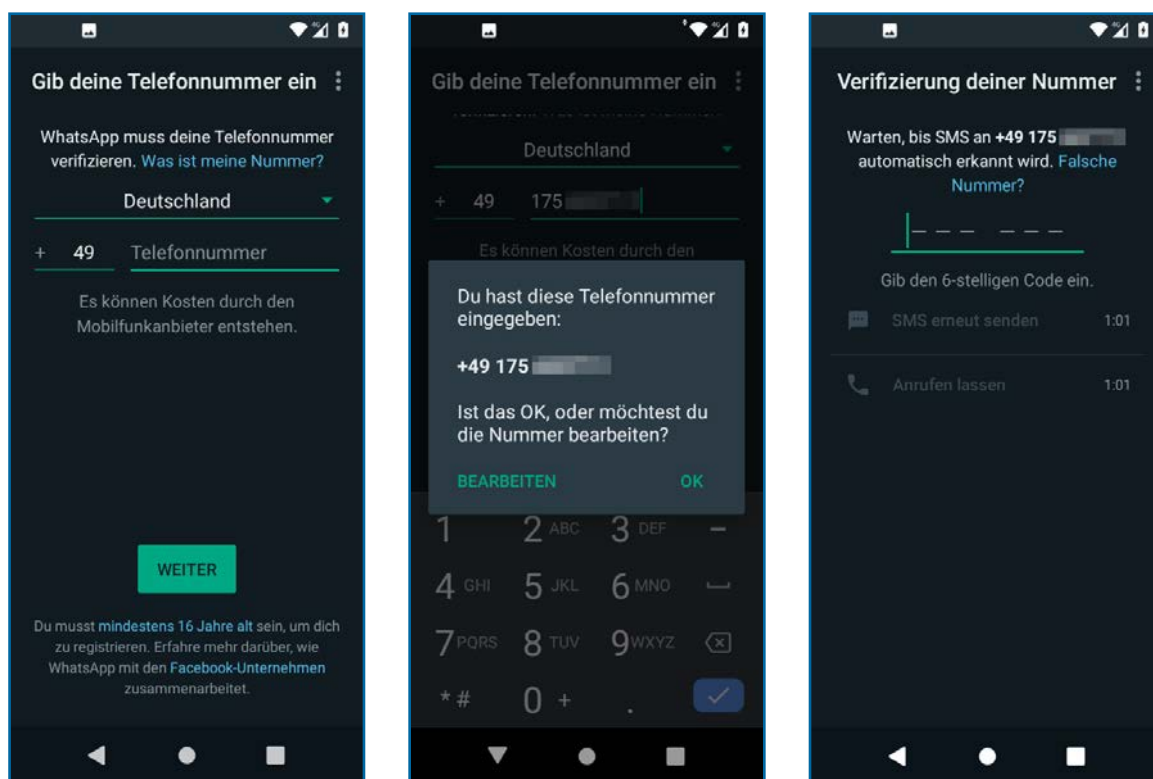 Gib deine Telefonnummer ein
WhatsApp muss deine Telefonnummer
verifizieren. Was ist meine Nummer?
Deutschland
+ 49 Telefonnummer
Es können Kosten durch den
Mobilfunkanbieter entstehen.
WEITER
Du musst mindestens 16 Jahre alt sein, um dich
zu registrieren. Erfahre mehr darüber, wie
WhatsApp mit den Facebook-Unternehmen
zusammenarbeitet.
Gib deine Telefonnummer ein
Deutschland
+ 49 175
Es können Kosten durch den
Du hast diese Telefonnummer
eingegeben:
+49 175
Ist das OK, oder möchtest du
die Nummer bearbeiten?
BEARBEITEN OK
1 2 ABC 3 DEF –
4 GHI 5 JKL 6 MNO
7 PQRS 8 TUV 9 WXYZ
* # 0 + .
Verifizierung deiner Nummer
Warten, bis SMS an +49 175
automatisch erkannt wird. Falsche
Nummer?
– – – – – –
Gib den 6-stelligen Code ein.
SMS erneut senden 1:01
Anrufen lassen 1:01